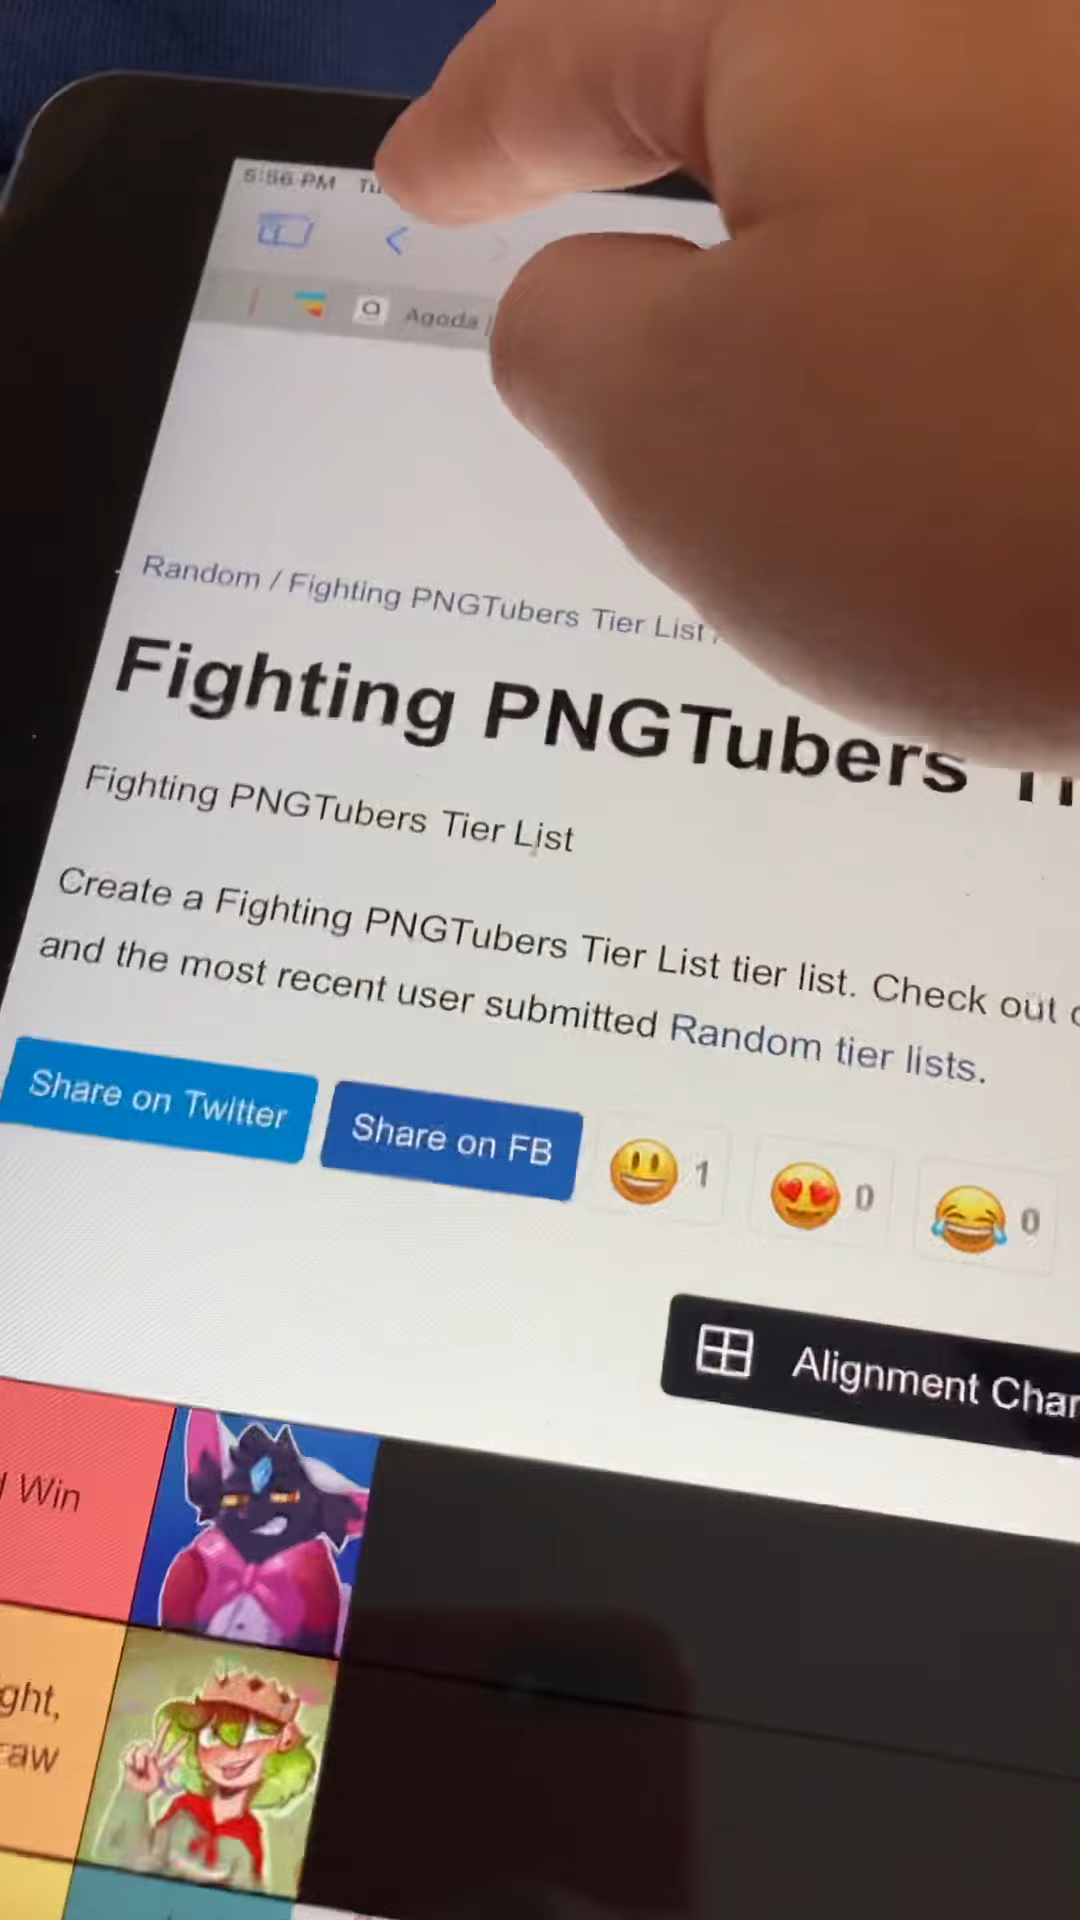 5:56 PM
Agoda
Random / Fighting PNGTubers Tier List
Fighting PNGTubers
Fighting PNGTubers Tier List
Create a Fighting PNGTubers Tier List tier list. Check out
and the most recent user submitted Random tier lists.
Share on Twitter
Share on FB
1
0
0
Alignment Char
Win
ght,
raw